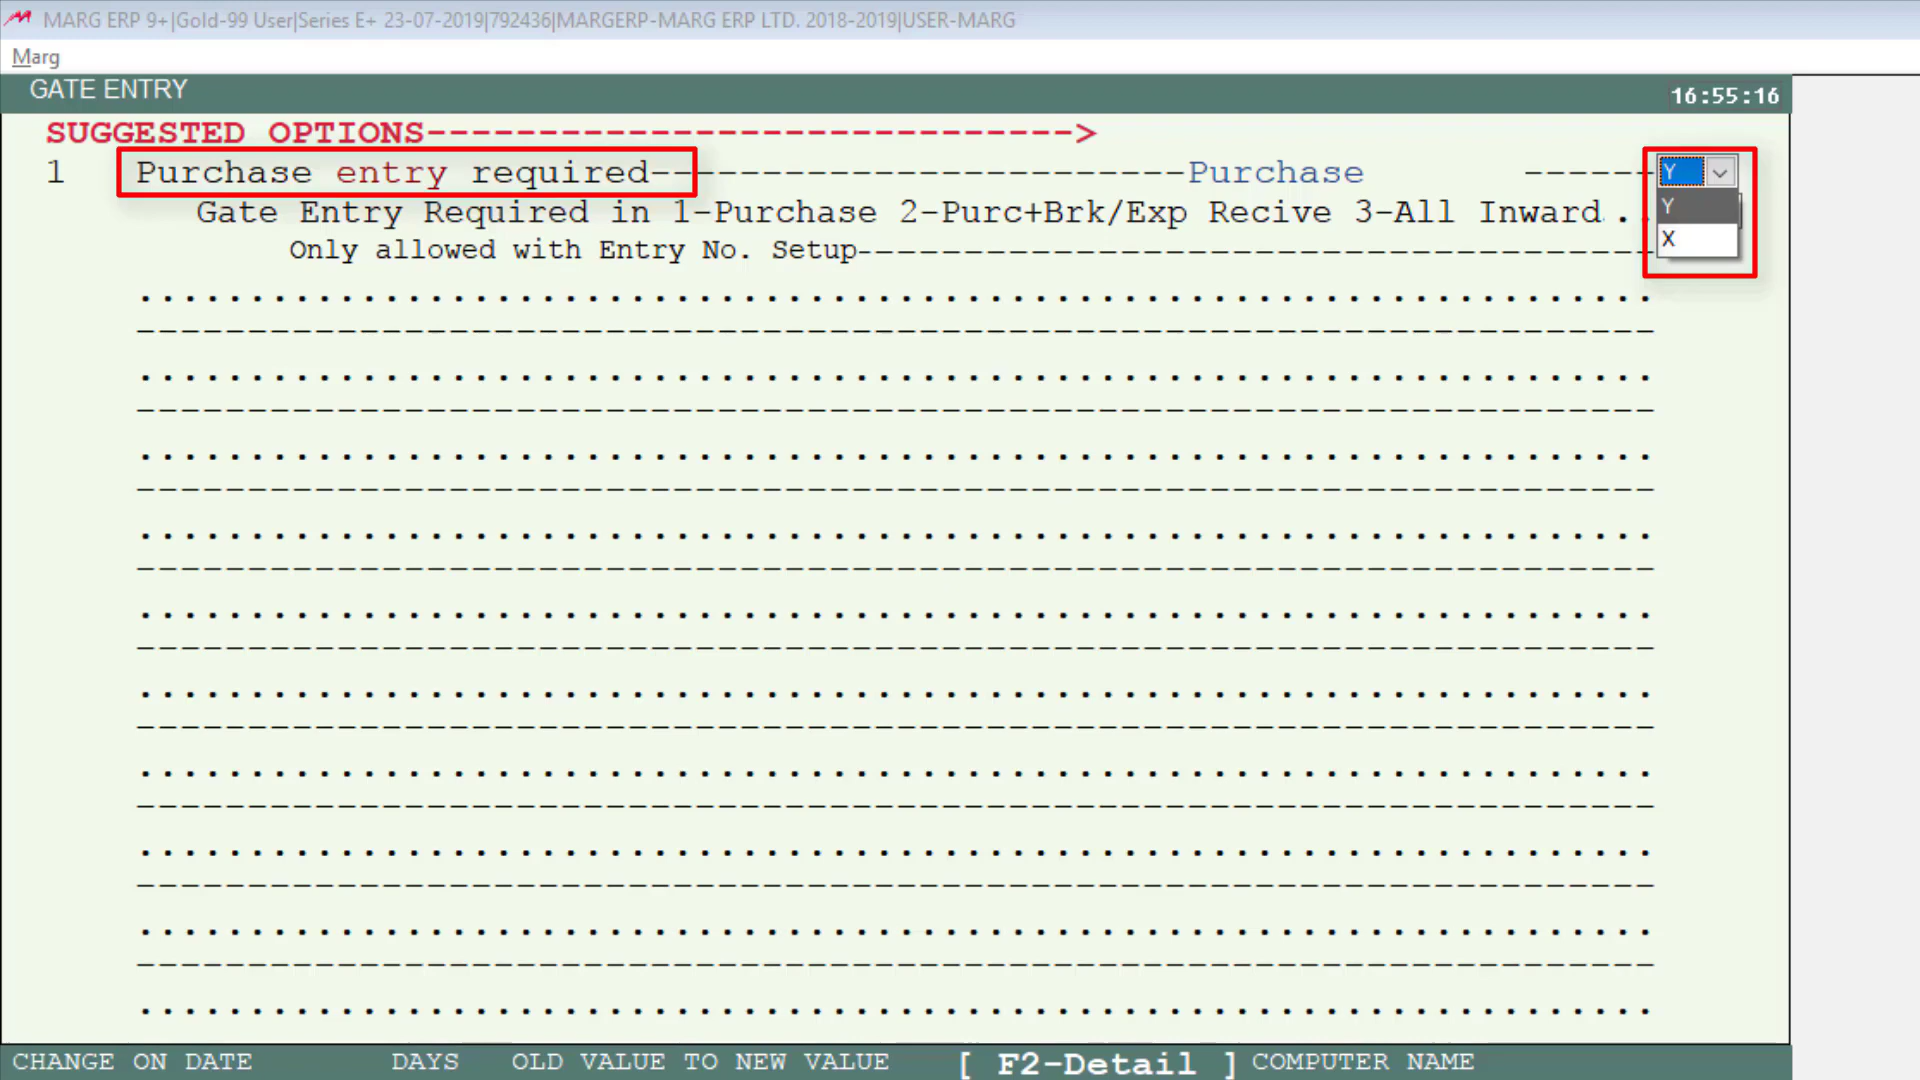 MARG ERP 9+|Gold-99 User|Series E+ 23-07-2019|792436|MARGERP-MARG ERP LTD. 2018-2019|USER-MARG
Marg
GATE ENTRY 16:55:16
SUGGESTED OPTIONS----------------------------->
1 Purchase entry required------------------------Purchase ------ Y
Gate Entry Required in 1-Purchase 2-Purc+Brk/Exp Recive 3-All Inward.. Y
Only allowed with Entry No. Setup----------------------------------- X
CHANGE ON DATE DAYS OLD VALUE TO NEW VALUE [ F2-Detail ] COMPUTER NAME